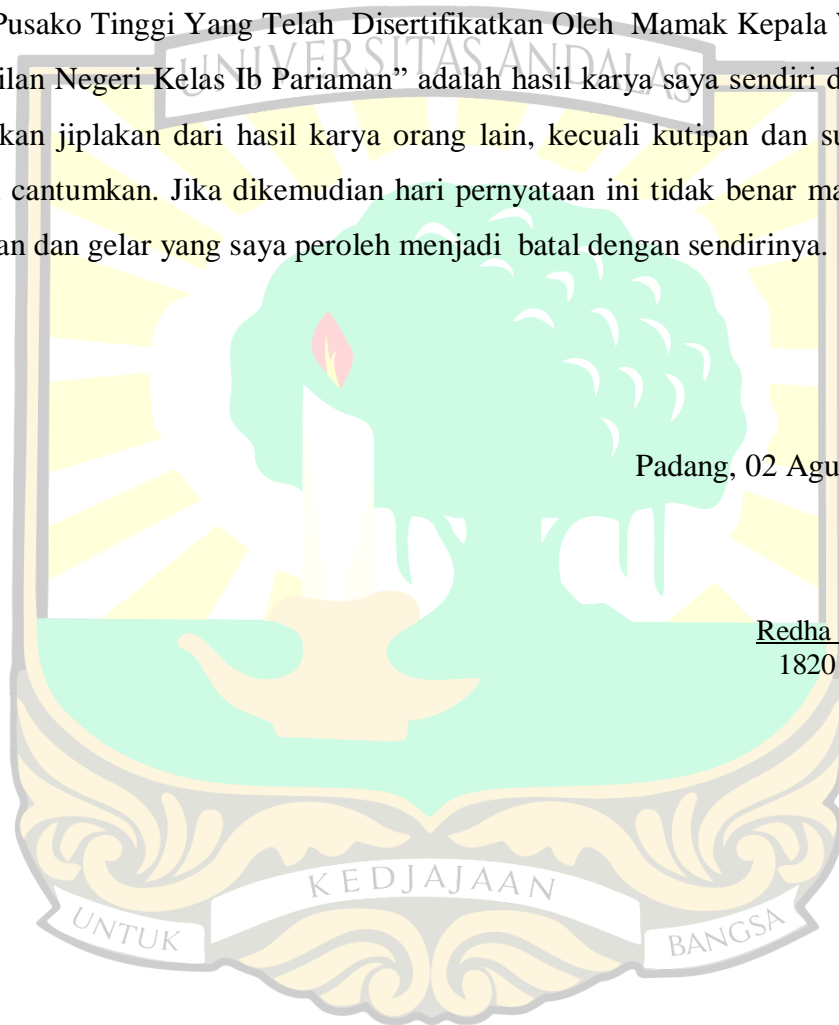 Pusako Tinggi Yang Telah Disertifikatkan Oleh Mamak Kepala
ilan Negeri Kelas Ib Pariaman” adalah hasil karya saya sendiri
kan jiplakan dari hasil karya orang lain, kecuali kutipan dan su
cantumkan. Jika dikemudian hari pernyataan ini tidak benar ma
an dan gelar yang saya peroleh menjadi batal dengan sendirinya.
UNIVERSITAS ANDALAS
Padang, 02 Agu
Redha
1820
UNTUK KEDJAJAAN BANGSA